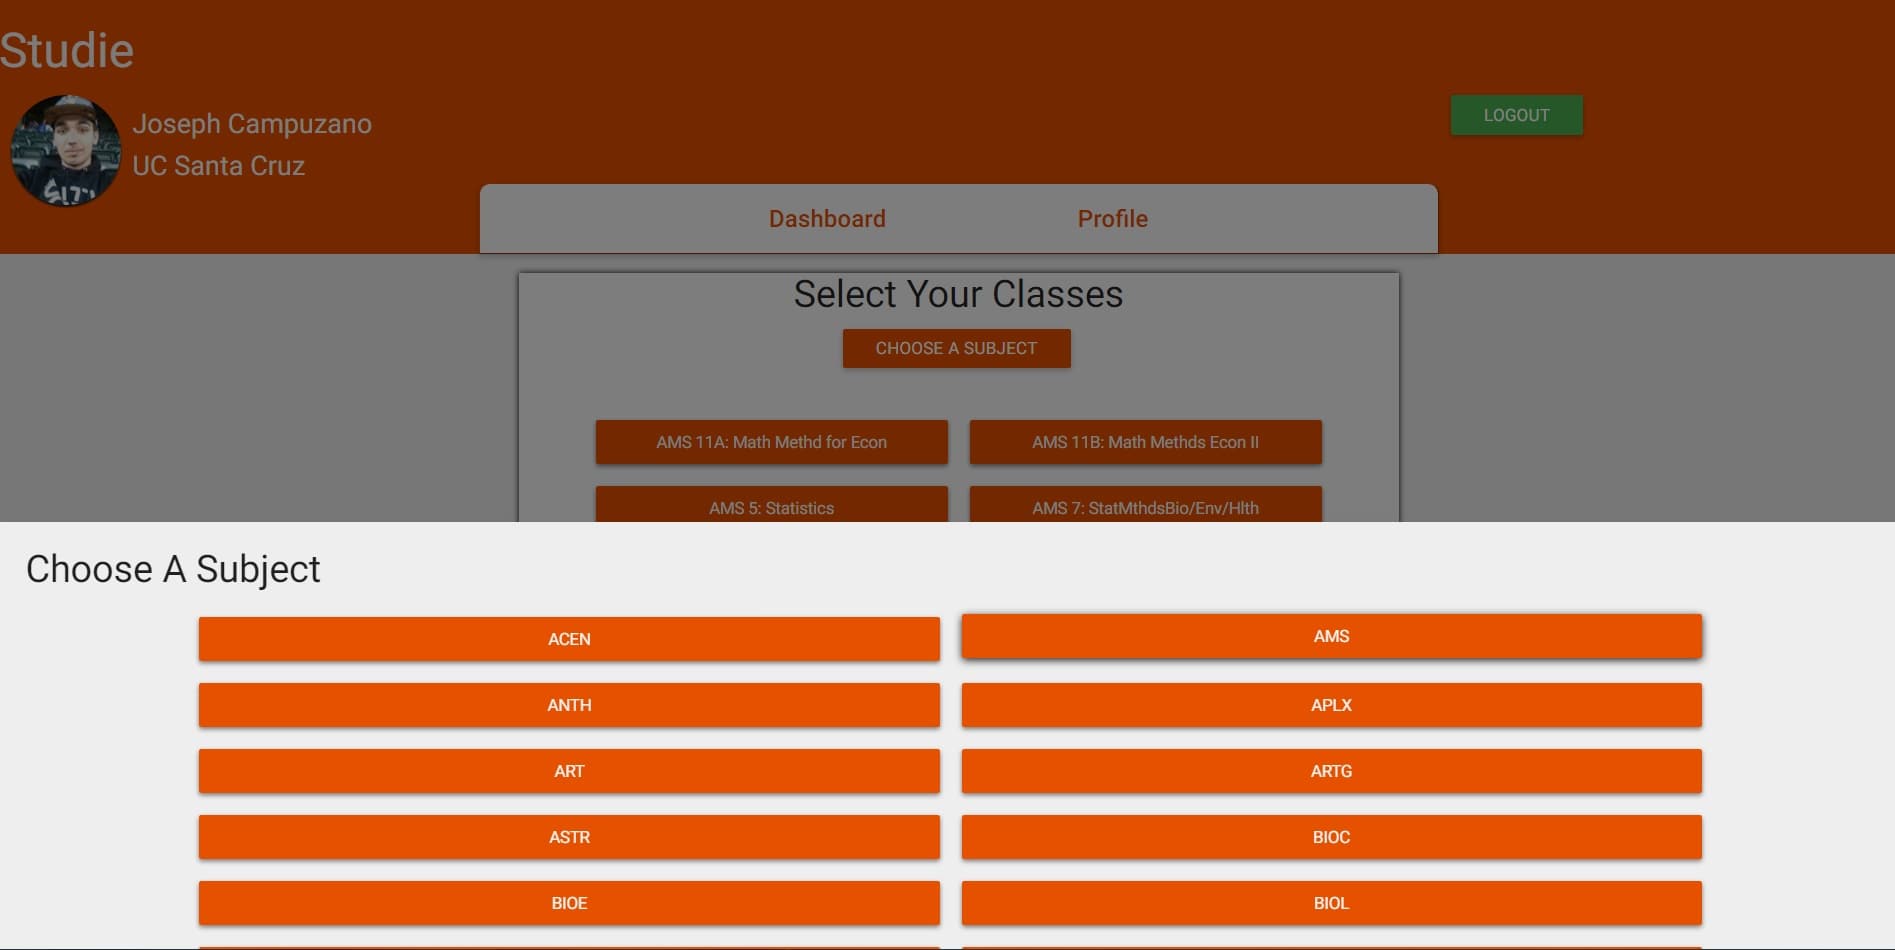 Studie
Joseph Campuzano
UC Santa Cruz
LOGOUT
Dashboard Profile
Select Your Classes
CHOOSE A SUBJECT
AMS 11A: Math Methd for Econ AMS 11B: Math Methds Econ II
AMS 5: Statistics AMS 7: StatMthdsBio/Env/Hlth
Choose A Subject
ACEN AMS
ANTH APLX
ART ARTG
ASTR BIOC
BIOE BIOL